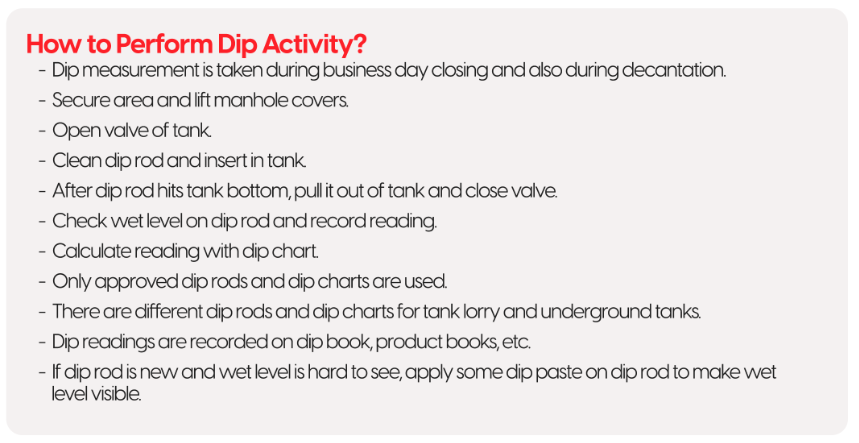 How to Perform Dip Activity?
- Dip measurement is taken during business day closing and also during decantation.
- Secure area and lift manhole covers.
- Open valve of tank.
- Clean dip rod and insert in tank.
- After dip rod hits tank bottom, pull it out of tank and close valve.
- Check wet level on dip rod and record reading.
- Calculate reading with dip chart.
- Only approved dip rods and dip charts are used.
- There are different dip rods and dip charts for tank lorry and underground tanks.
- Dip readings are recorded on dip book, product books, etc.
- If dip rod is new and wet level is hard to see, apply some dip paste on dip rod to make wet
level visible.